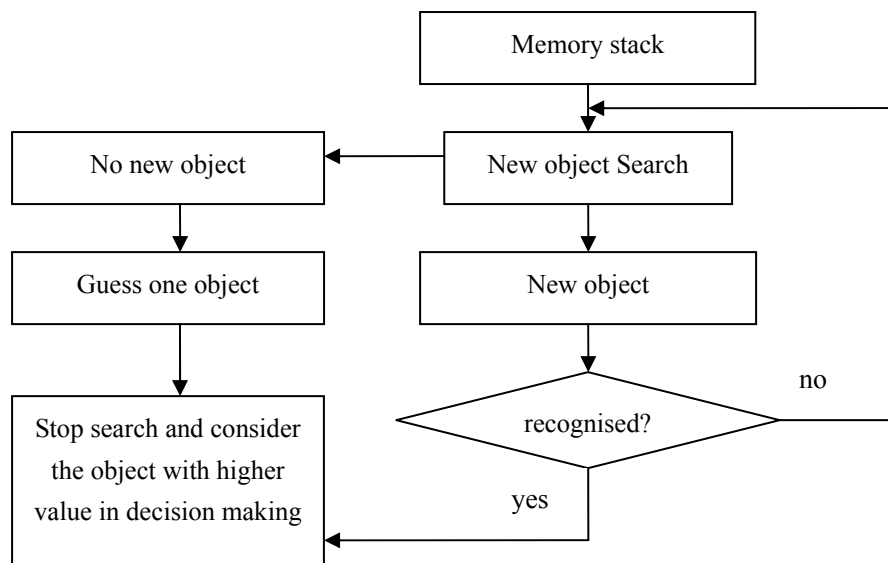 Memory stack
No new object
New object Search
Guess one object
New object
no
recognised?
Stop search and consider
the object with higher
value in decision making
yes